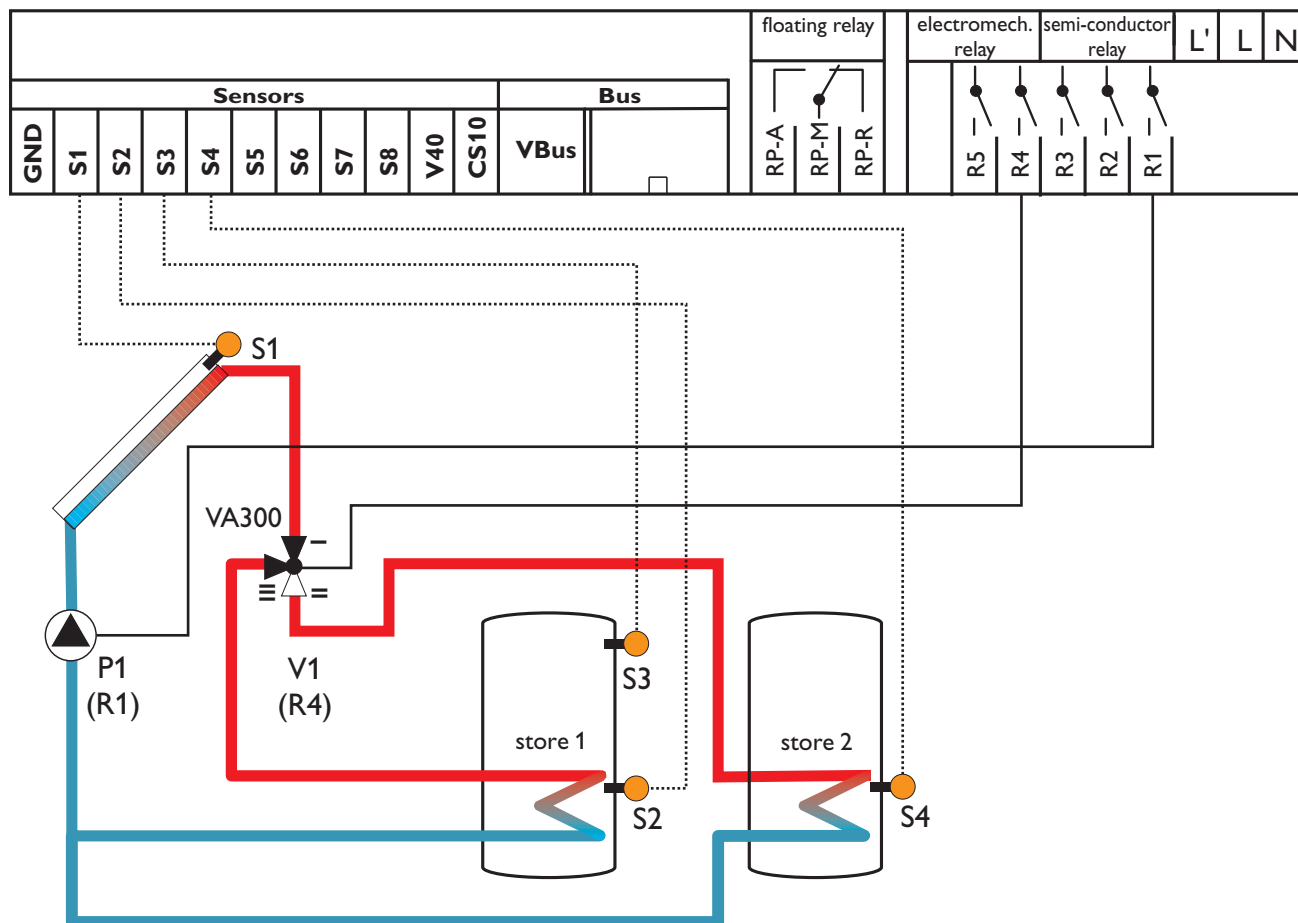 floating relay
electromech. relay
semi-conductor relay
L'
L
N
Sensors
Bus
GND
S1
S2
S3
S4
S5
S6
S7
S8
V40
CS10
VBus
RP-A
RP-M
RP-R
R5
R4
R3
R2
R1
S1
VA300
P1
(R1)
V1
(R4)
S3
store 1
store 2
S2
S4